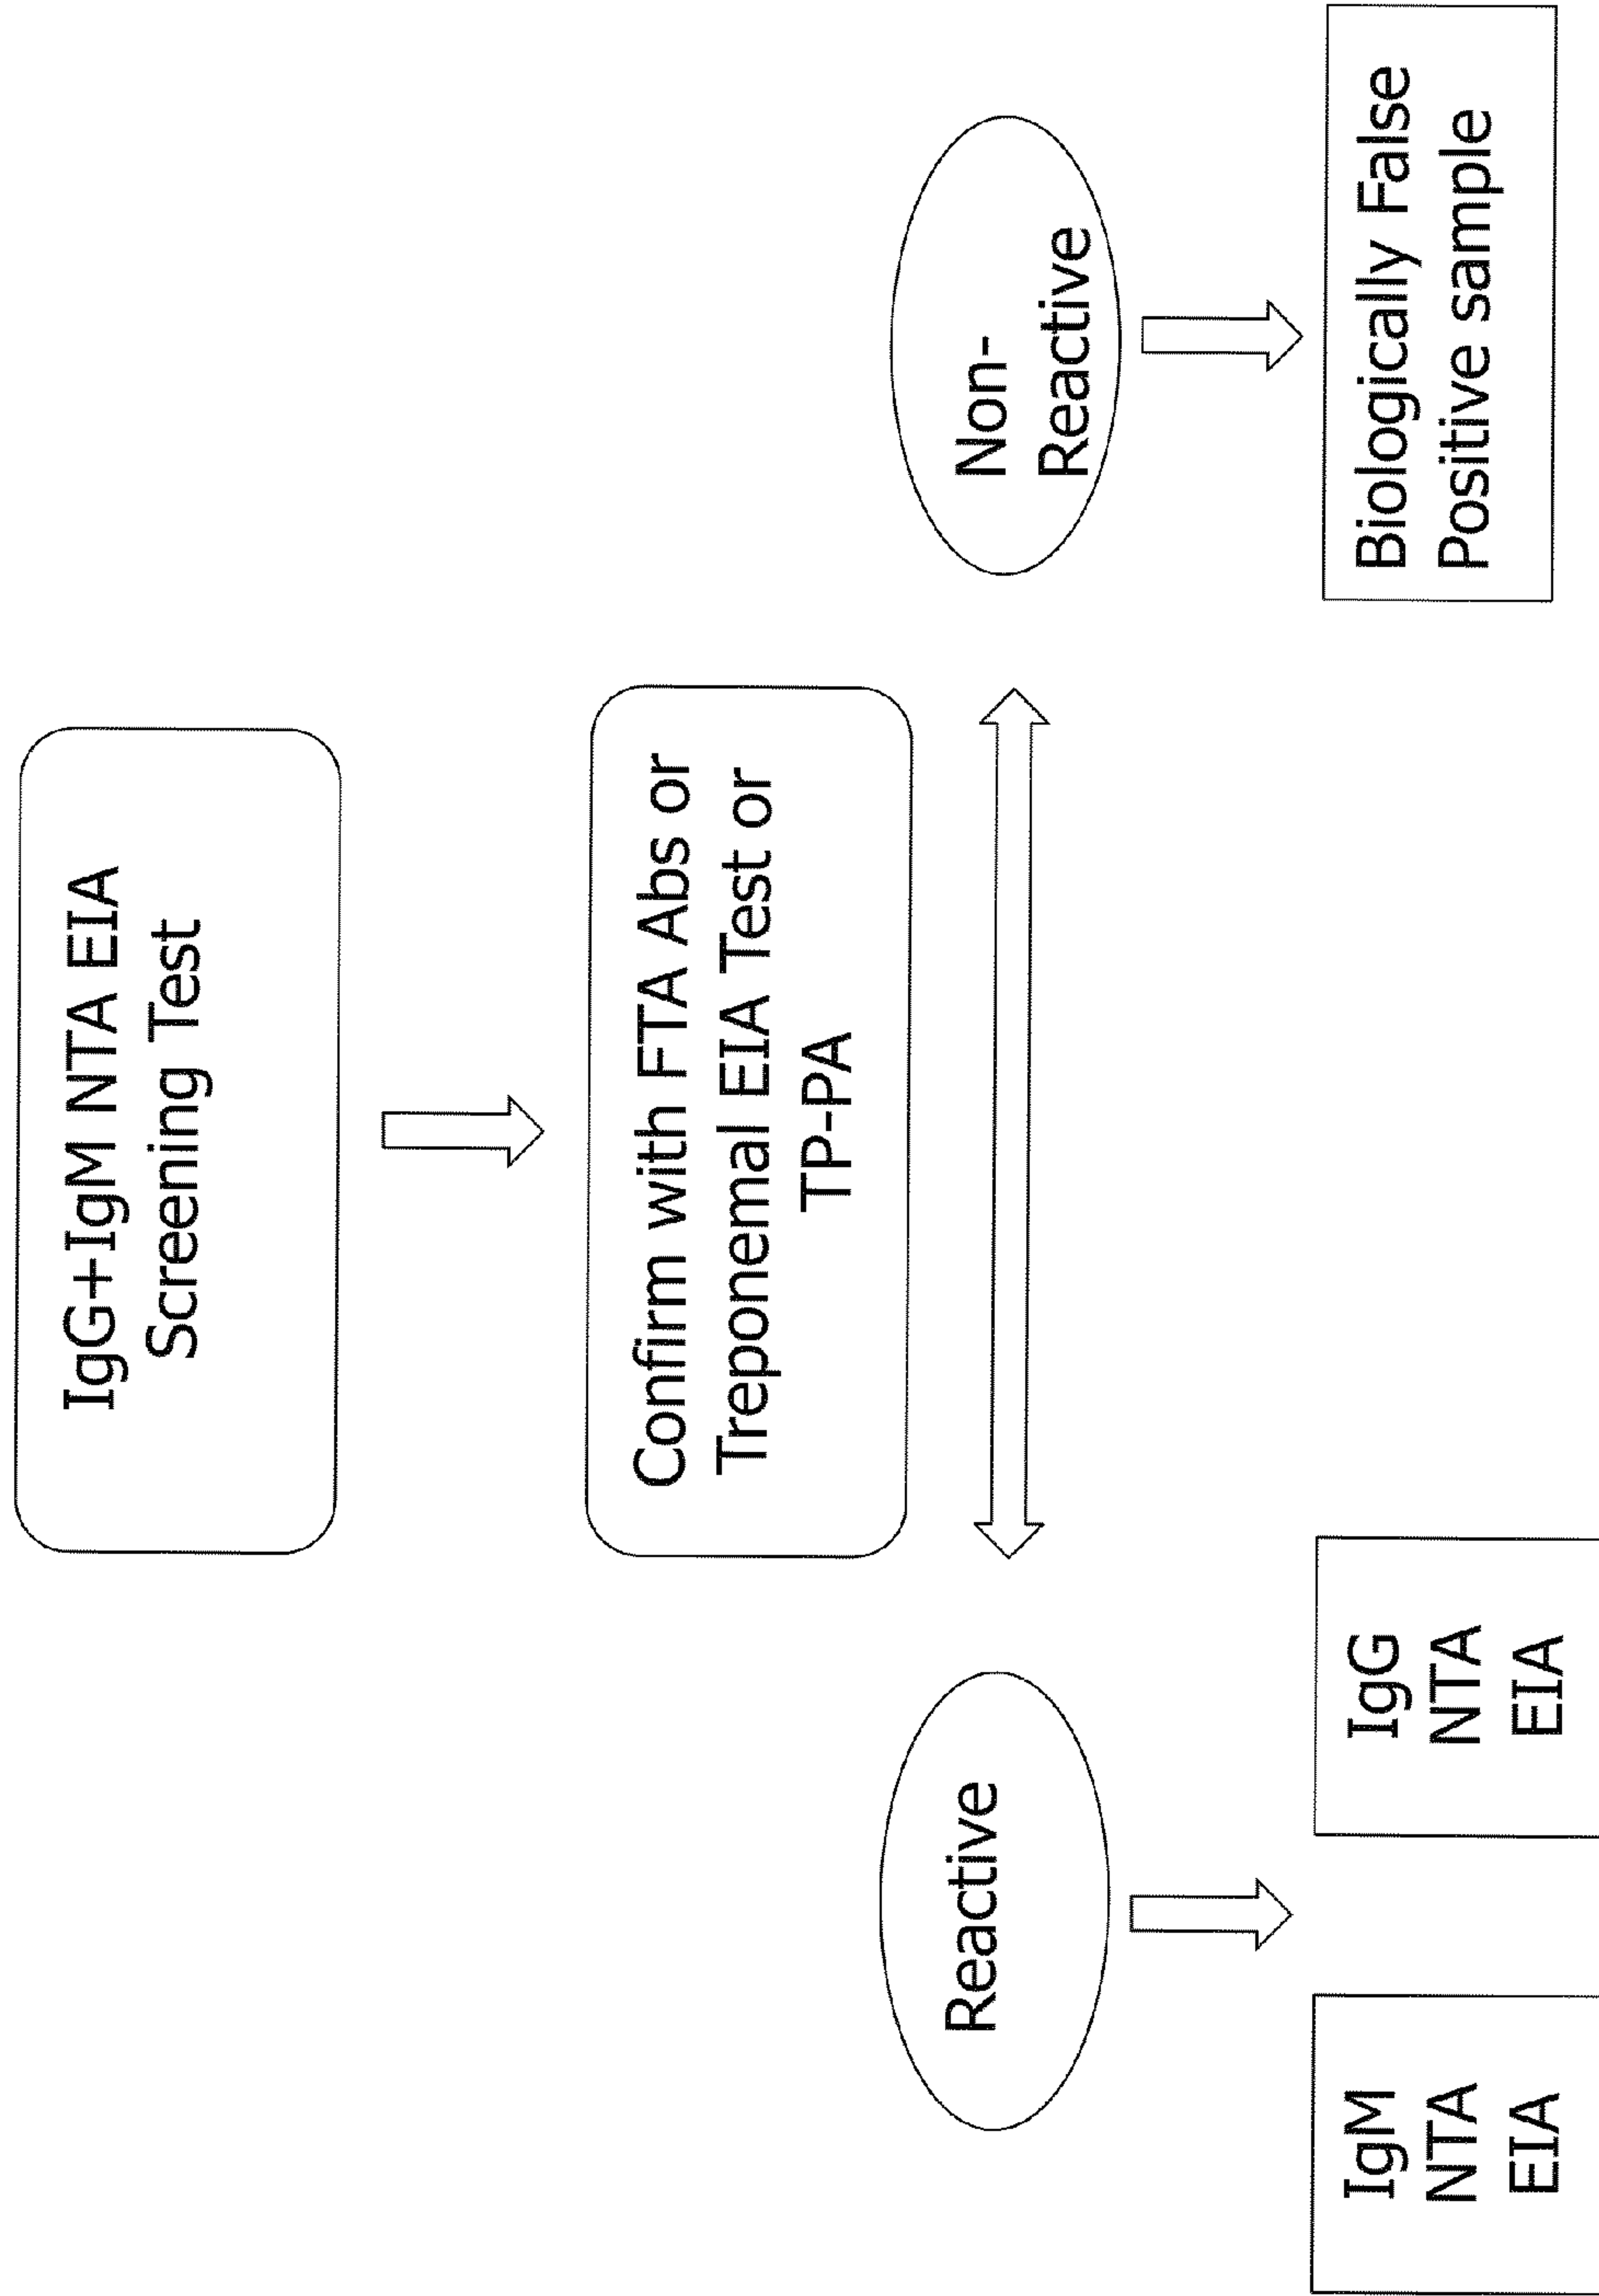 IgG+IgM NTA EIA
Screening Test
Confirm with FTA Abs or
Treponemal EIA Test or
TP-PA
Reactive
Non-
Reactive
IgM
NTA
EIA
IgG
NTA
EIA
Biologically False
Positive sample